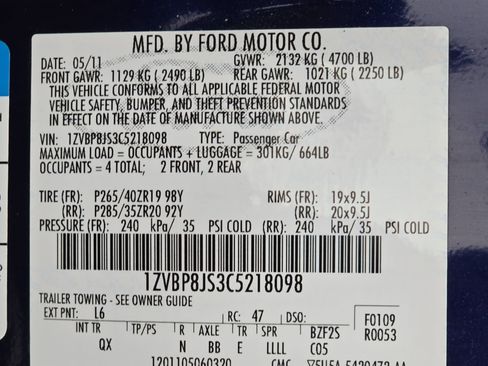 MFD. BY FORD MOTOR CO.
DATE: 05/11 GVWR: 2132 KG ( 4700 LB)
FRONT GAWR: 1129 KG ( 2490 LB) REAR GAWR: 1021 KG ( 2250 LB)
THIS VEHICLE CONFORMS TO ALL APPLICABLE FEDERAL MOTOR
VEHICLE SAFETY, BUMPER, AND THEFT PREVENTION STANDARDS
IN EFFECT ON THE DATE OF MANUFACTURE SHOWN ABOVE.
VIN: 1ZVBP8JS3C5218098 TYPE: Passenger Car
MAXIMUM LOAD = OCCUPANTS + LUGGAGE = 301KG/ 664LB
OCCUPANTS = 4 TOTAL; 2 FRONT, 2 REAR
TIRE (FR): P265/40ZR19 98Y RIMS (FR): 19x9.5J
(RR): P285/35ZR20 92Y (RR): 20x9.5J
PRESSURE (FR): 240 kPa/ 35 PSI COLD (RR): 240 kPa/ 35 PSI COLD
1ZVBP8JS3C5218098
TRAILER TOWING - SEE OWNER GUIDE
EXT PNT: L6 RC: 47 DSO: F0109
INT TR TP/PS R AXLE TR SPR BZF2S R0053
QX N BB E LLLL C05
1201105060320 CMC